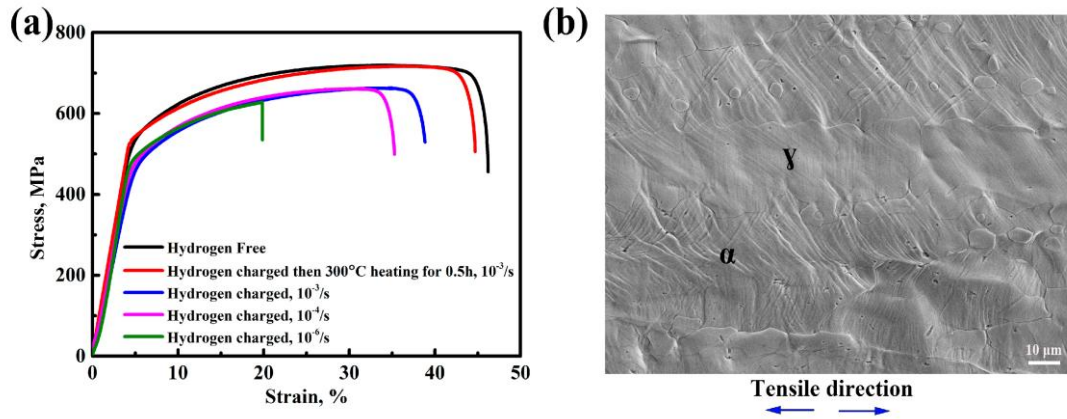 (a)
800
600
400
200
0
Stress, MPa
Hydrogen Free
Hydrogen charged then 300°C heating for 0.5h, 10⁻³/s
Hydrogen charged, 10⁻³/s
Hydrogen charged, 10⁻⁴/s
Hydrogen charged, 10⁻⁶/s
0 10 20 30 40 50
Strain, %
(b)
ɣ
α
10 μm
Tensile direction